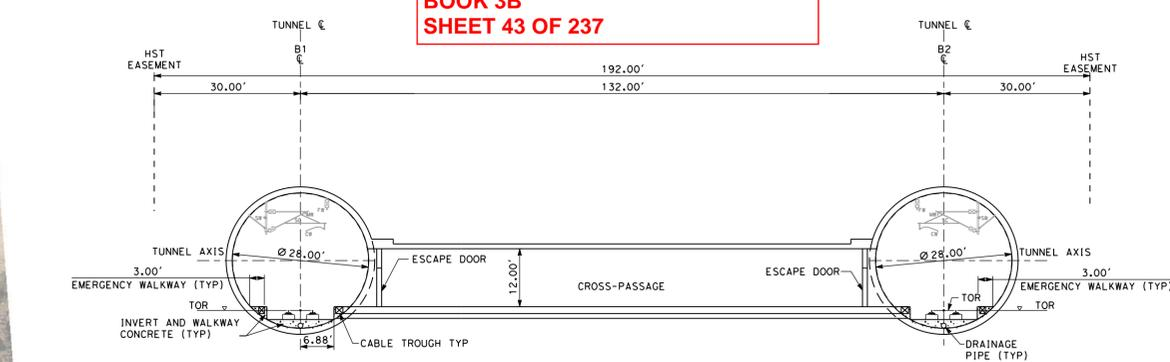 BOOK 3B
SHEET 43 OF 237
TUNNEL ℄
TUNNEL ℄
B1
℄
B2
℄
HST
EASEMENT
HST
EASEMENT
192.00'
30.00'
132.00'
30.00'
TUNNEL AXIS
Ø 28.00'
ESCAPE DOOR
12.00'
CROSS-PASSAGE
ESCAPE DOOR
Ø 28.00'
TUNNEL AXIS
3.00'
EMERGENCY WALKWAY (TYP)
3.00'
EMERGENCY WALKWAY (TYP)
TOR
TOR
TOR
INVERT AND WALKWAY
CONCRETE (TYP)
6.88'
CABLE TROUGH TYP
DRAINAGE
PIPE (TYP)